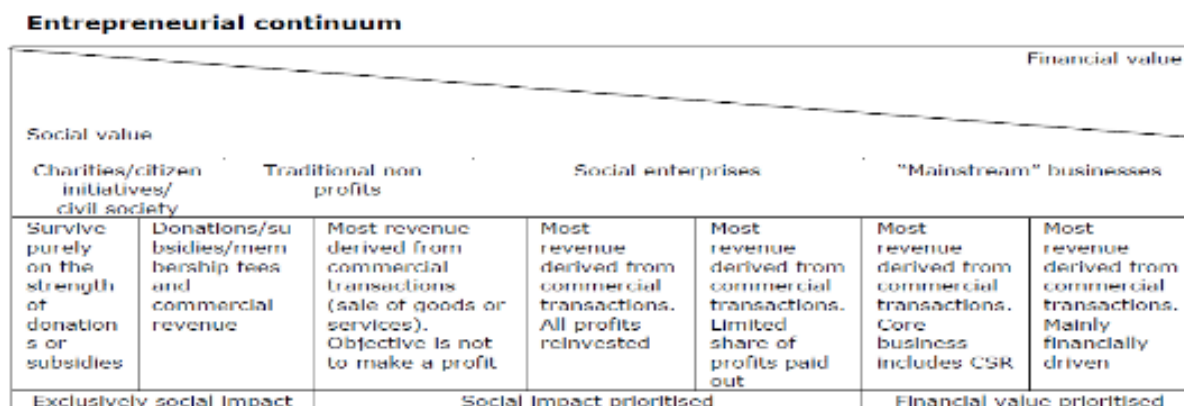 Entrepreneurial continuum
Financial value
Social value
Charities/citizen
initiatives/
civil society
Traditional non
profits
Social enterprises
"Mainstream" businesses
Survive
purely
on the
strength
of
donation
s or
subsidies
Donations/su
bsidies/mem
bership fees
and
commercial
revenue
Most revenue
derived from
commercial
transactions
(sale of goods or
services).
Objective is not
to make a profit
Most
revenue
derived from
commercial
transactions.
All profits
reinvested
Most
revenue
derived from
commercial
transactions.
Limited
share of
profits paid
out
Most
revenue
derived from
commercial
transactions.
Core
business
includes CSR
Most
revenue
derived from
commercial
transactions.
Mainly
financially
driven
Exclusively social impact
Social impact prioritised
Financial value prioritised